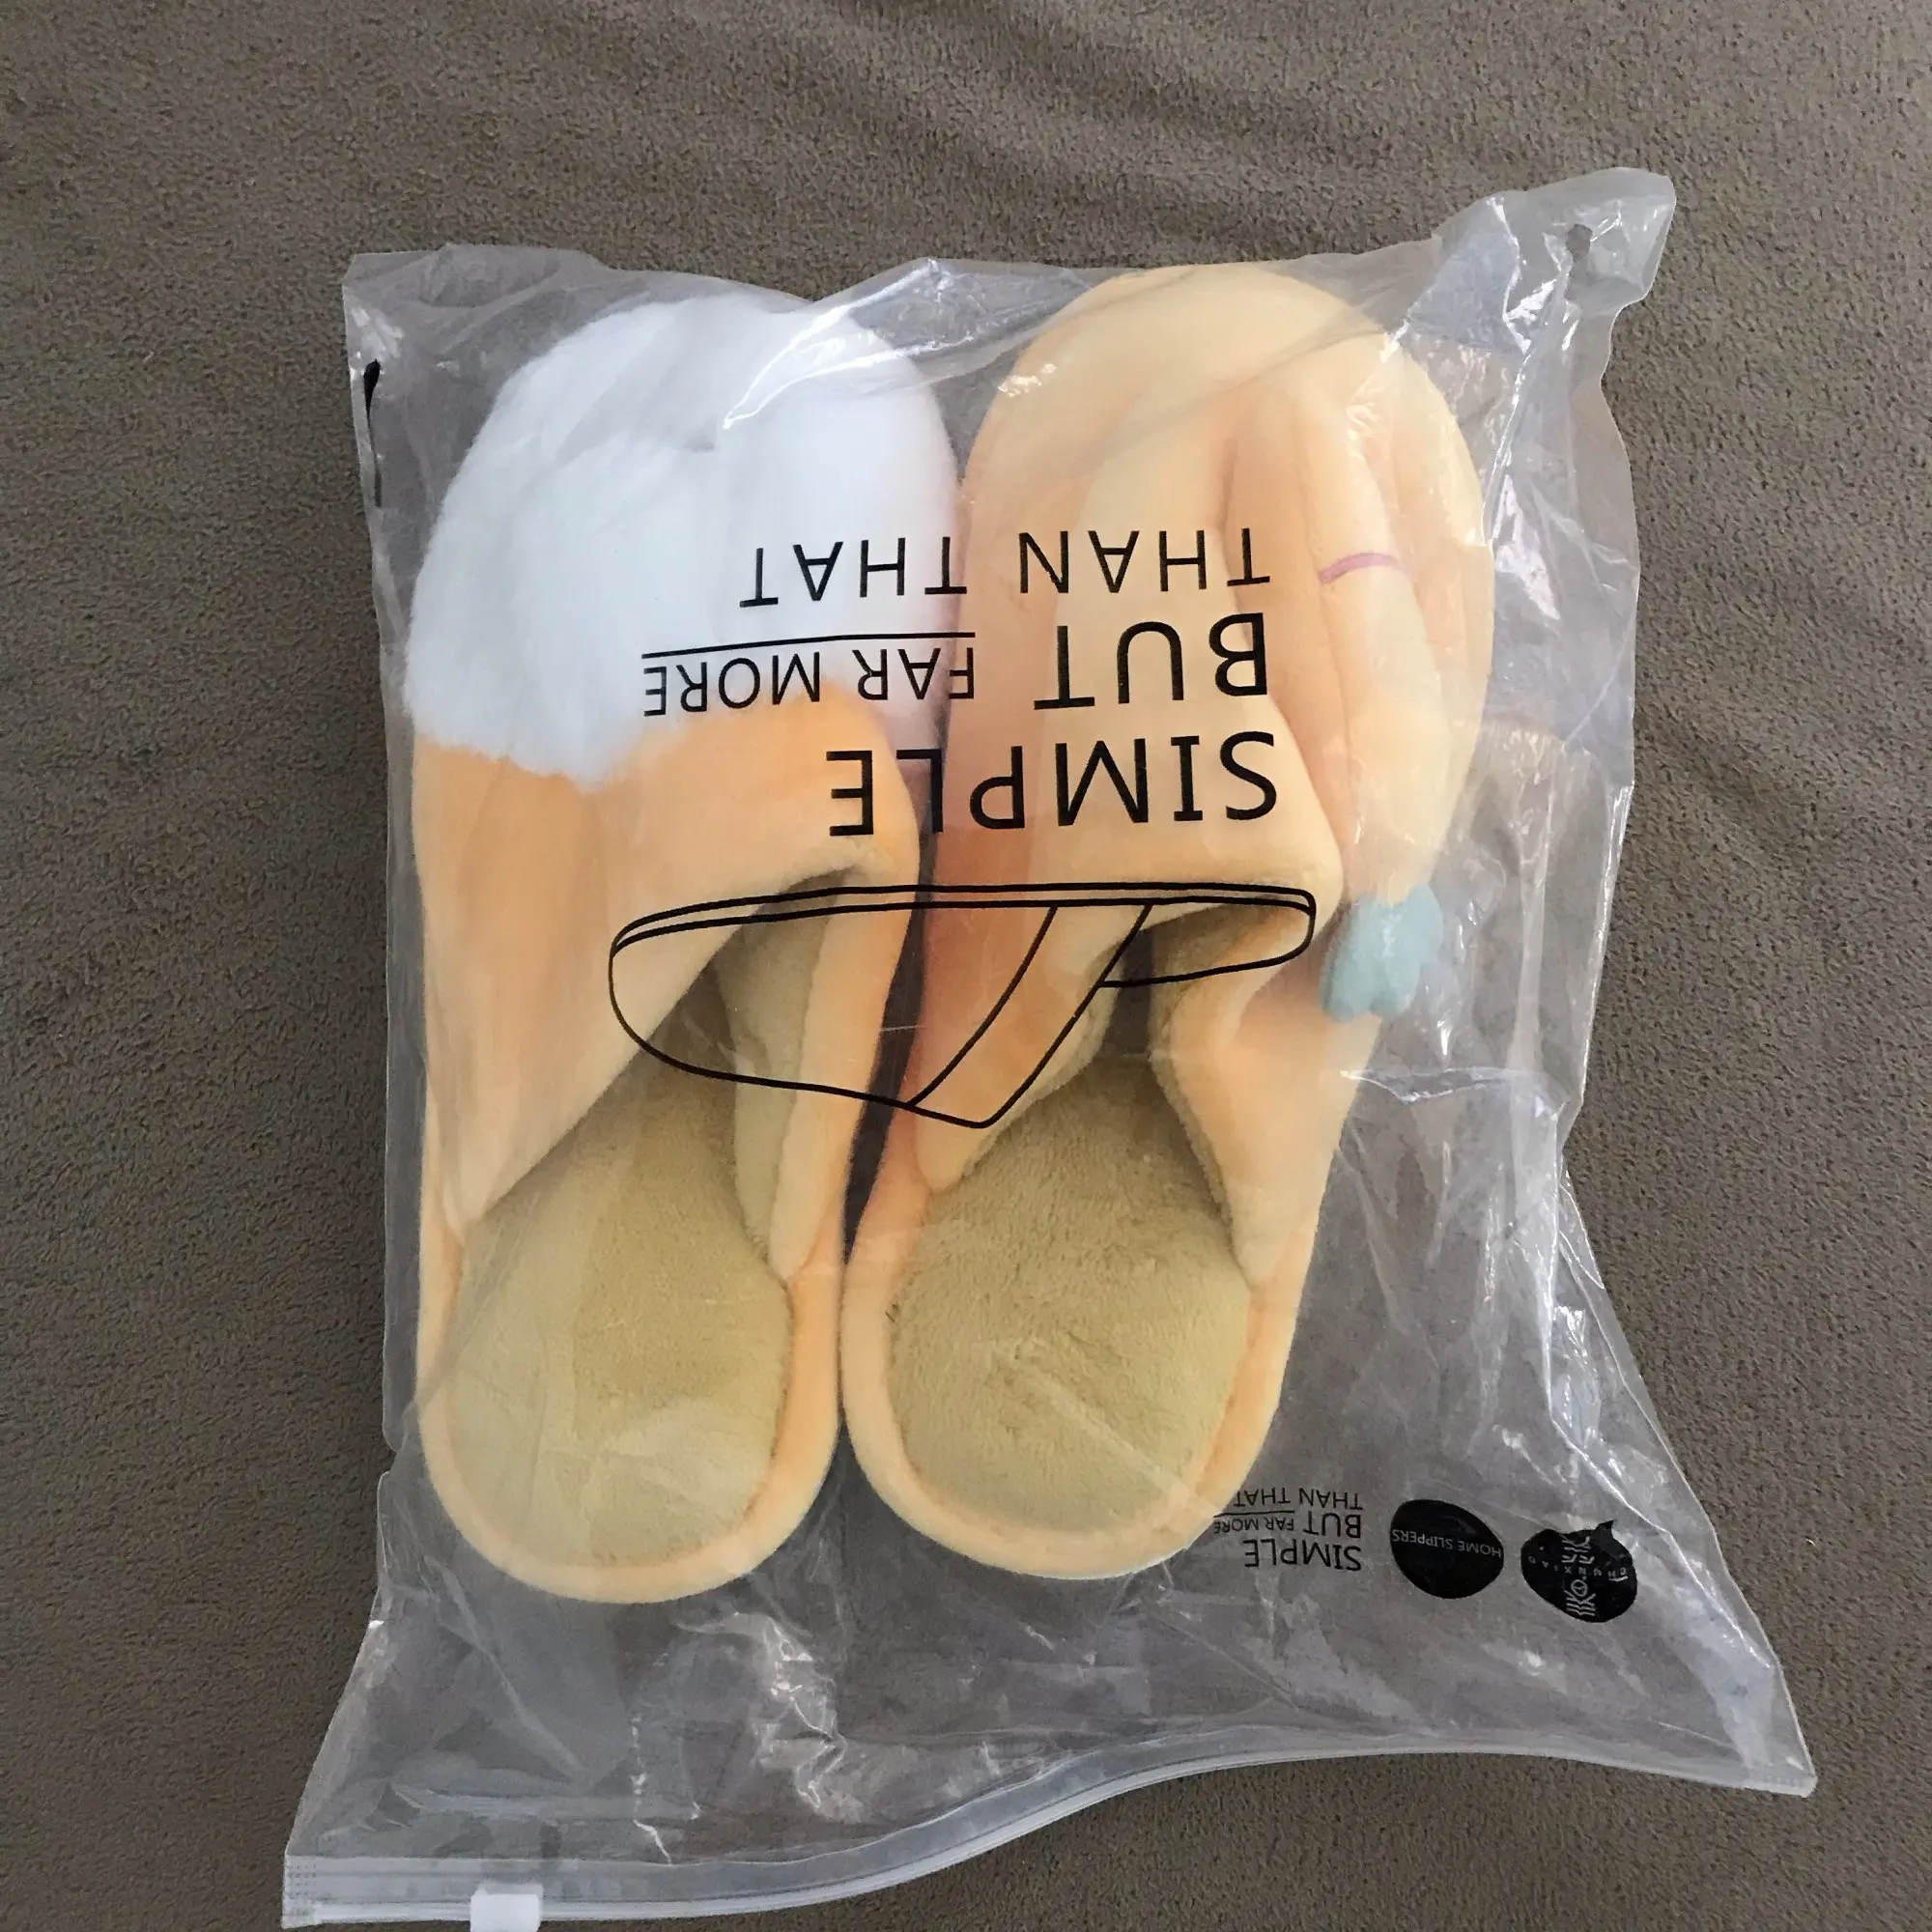 SIMPLE
BUT FAR MORE
THAN THAT
SIMPLE
BUT FAR MORE
THAN THAT
HOME SLIPPERS